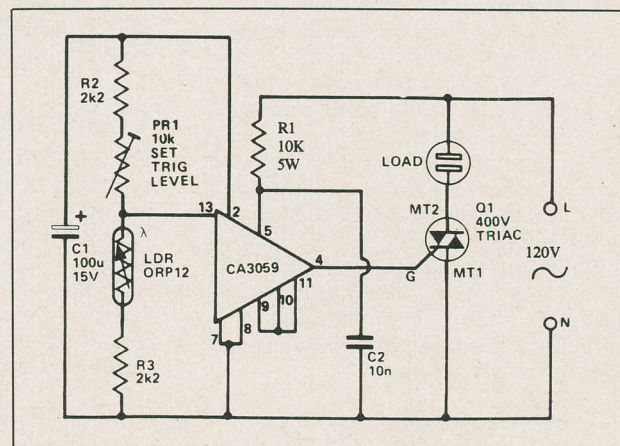 R2
2k2
PR1
10k
SET
TRIG
LEVEL
+
C1
100u
15V
λ
LDR
ORP12
R3
2k2
13
2
5
CA3059
4
11
10
9
8
7
R1
10K
5W
LOAD
MT2
Q1
400V
TRIAC
MT1
G
C2
10n
L
120V
N